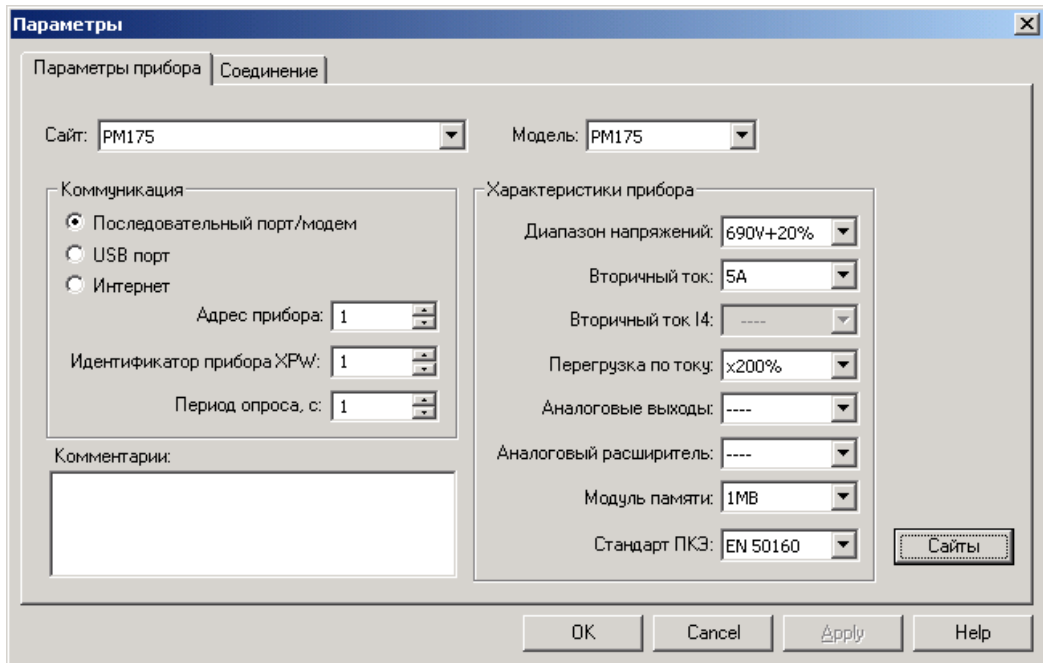 Параметры
Параметры прибора
Соединение
Сайт: PM175
Модель: PM175
Коммуникация
Последовательный порт/модем
USB порт
Интернет
Адрес прибора: 1
Идентификатор прибора XPW: 1
Период опроса, с: 1
Комментарии:
Характеристики прибора
Диапазон напряжений: 690V+20%
Вторичный ток: 5A
Вторичный ток I4: ----
Перегрузка по току: x200%
Аналоговые выходы: ----
Аналоговый расширитель: ----
Модуль памяти: 1MB
Стандарт ПКЭ: EN 50160
Сайты
OK
Cancel
Apply
Help